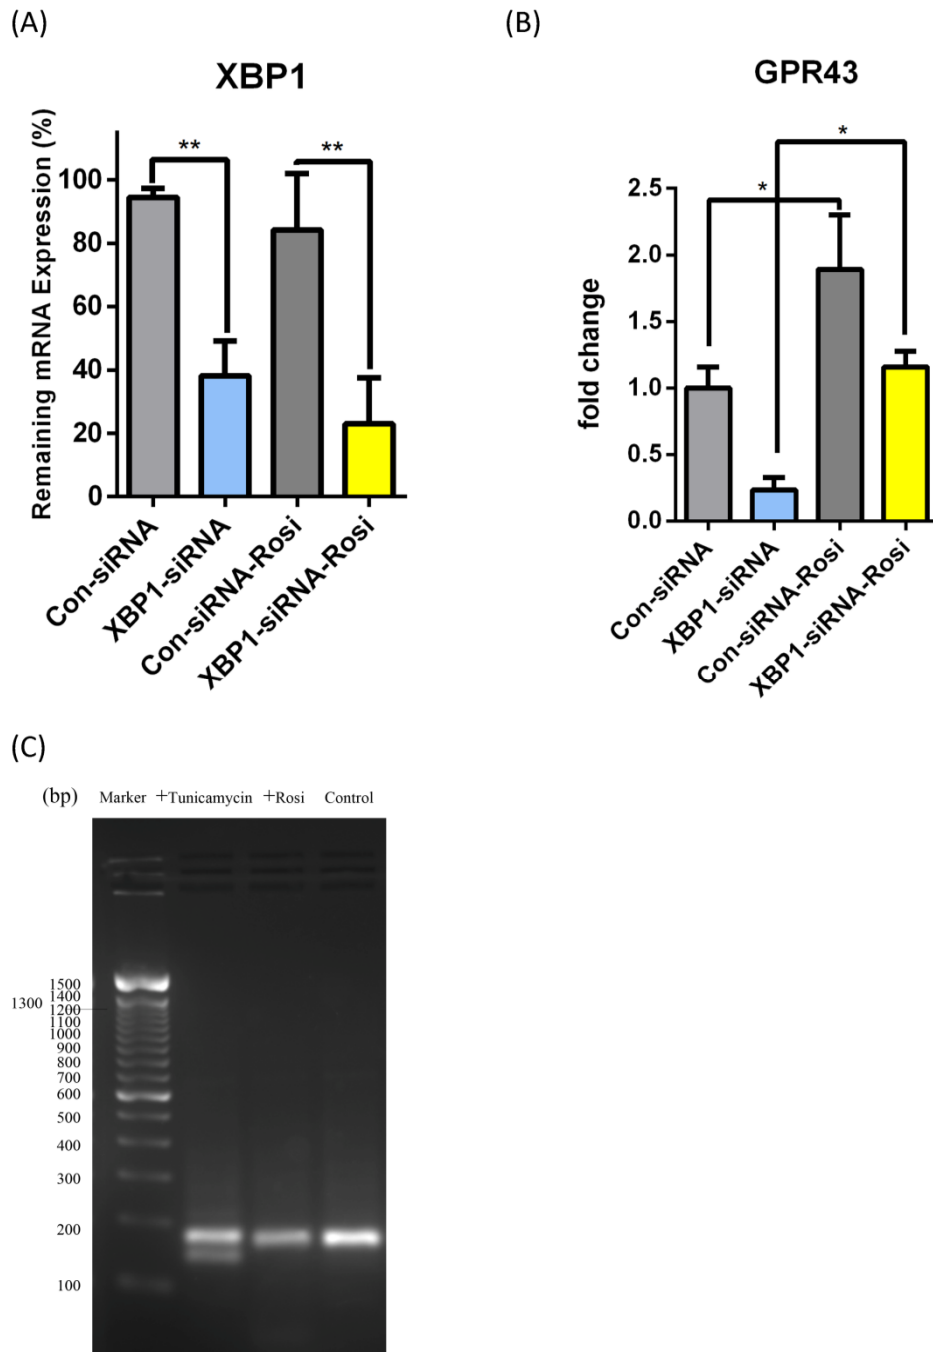 (A)
XBP1
Remaining mRNA Expression (%)
**
**
100
80
60
40
20
0
Con-siRNA
XBP1-siRNA
Con-siRNA-Rosi
XBP1-siRNA-Rosi
(B)
GPR43
fold change
*
*
2.5
2.0
1.5
1.0
0.5
0.0
Con-siRNA
XBP1-siRNA
Con-siRNA-Rosi
XBP1-siRNA-Rosi
(C)
(bp) Marker +Tunicamycin +Rosi Control
1500
1400
1300
1200
1100
1000
900
800
700
600
500
400
300
200
100